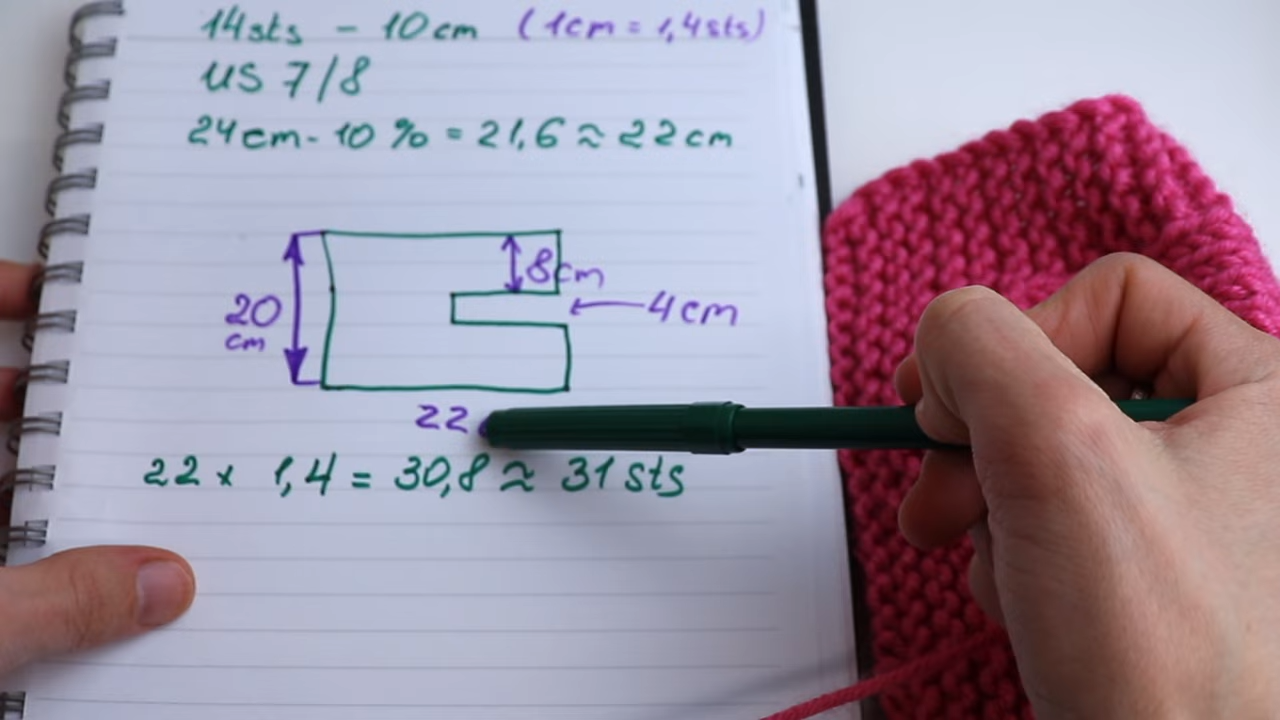 14sts - 10cm (1cm = 1,4sts)
US 7/8
24cm - 10% = 21,6 ≈ 22cm
8cm
20
cm
4cm
22
22 x 1,4 = 30,8 ≈ 31 sts